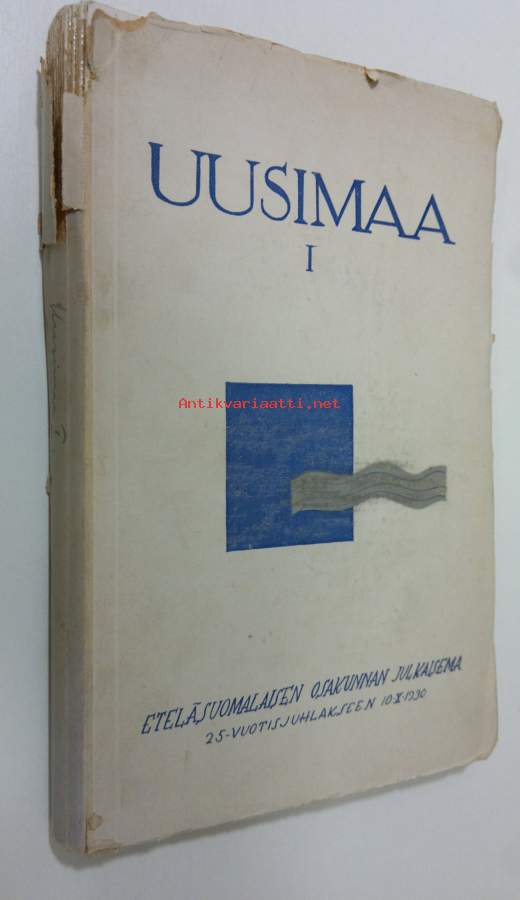 UUSIMAA
I
Antikvariaatti.net
ETELÄSUOMALAISEN OSAKUNNAN JULKAISEMA
25-VUOTISJUHLAKSEEN 10·X·1930